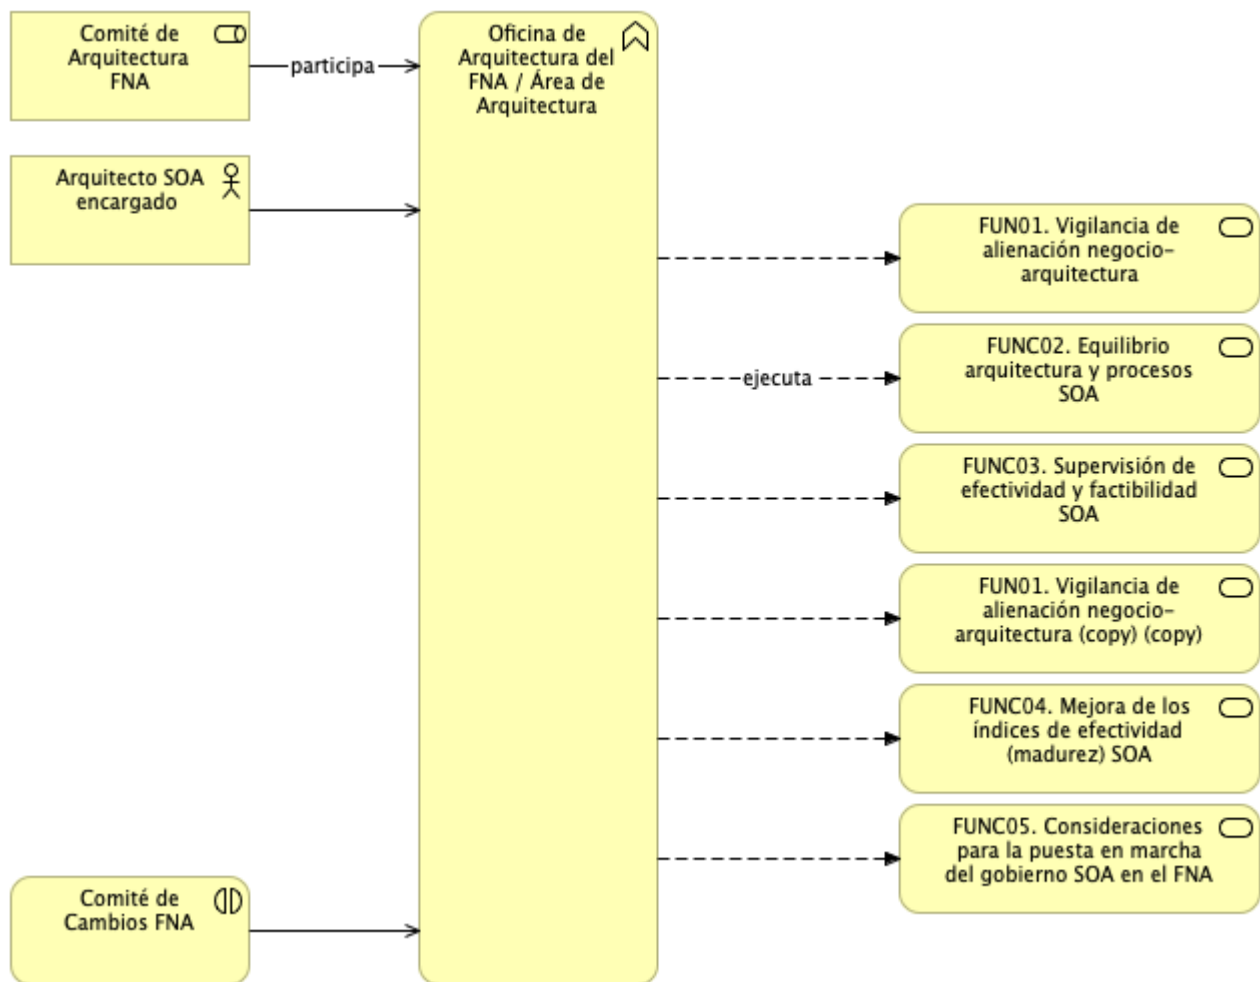 Comité de
Arquitectura
FNA
participa
Oficina de
Arquitectura del
FNA / Área de
Arquitectura
Arquitecto SOA
encargado
FUN01. Vigilancia de
alienación negocio-
arquitectura
ejecuta
FUNC02. Equilibrio
arquitectura y procesos
SOA
FUNC03. Supervisión de
efectividad y factibilidad
SOA
FUN01. Vigilancia de
alienación negocio-
arquitectura (copy) (copy)
FUNC04. Mejora de los
índices de efectividad
(madurez) SOA
FUNC05. Consideraciones
para la puesta en marcha
del gobierno SOA en el FNA
Comité de
Cambios FNA